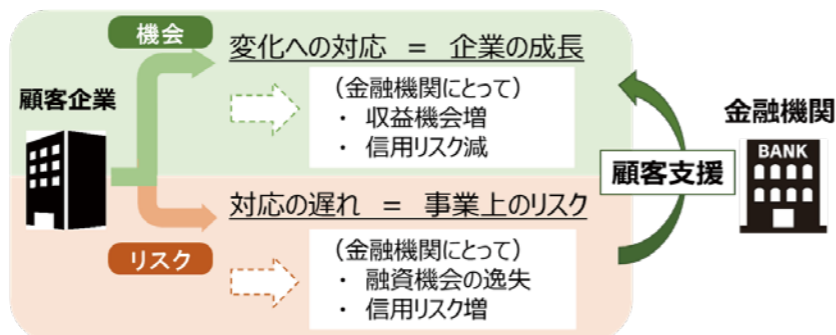 機会
変化への対応 = 企業の成長
顧客企業
(金融機関にとって)
・ 収益機会増
・ 信用リスク減
金融機関
BANK
顧客支援
対応の遅れ = 事業上のリスク
リスク
(金融機関にとって)
・ 融資機会の逸失
・ 信用リスク増